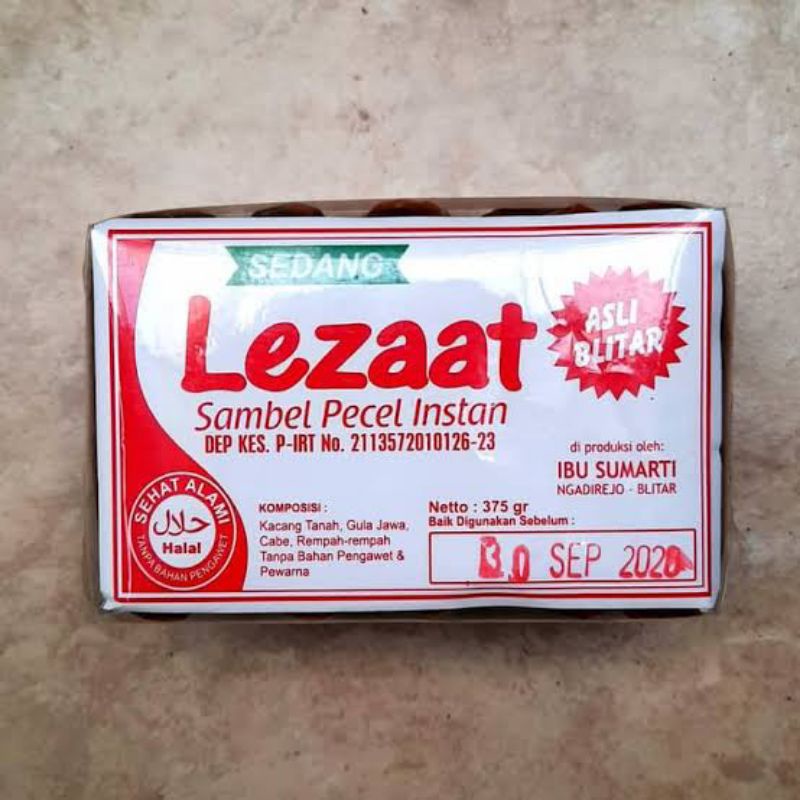 SEDANG
Lezaat
Sambel Pecel Instan
DEP KES. P-IRT No. 2113572010126-23
ASLI
BLITAR
di produksi oleh:
IBU SUMARTI
NGADIREJO - BLITAR
SEHAT ALAMI
حلال
Halal
TANPA BAHAN PENGAWET
KOMPOSISI :
Kacang Tanah, Gula Jawa,
Cabe, Rempah-rempah
Tanpa Bahan Pengawet &
Pewarna
Netto : 375 gr
Baik Digunakan Sebelum :
SEP 2020